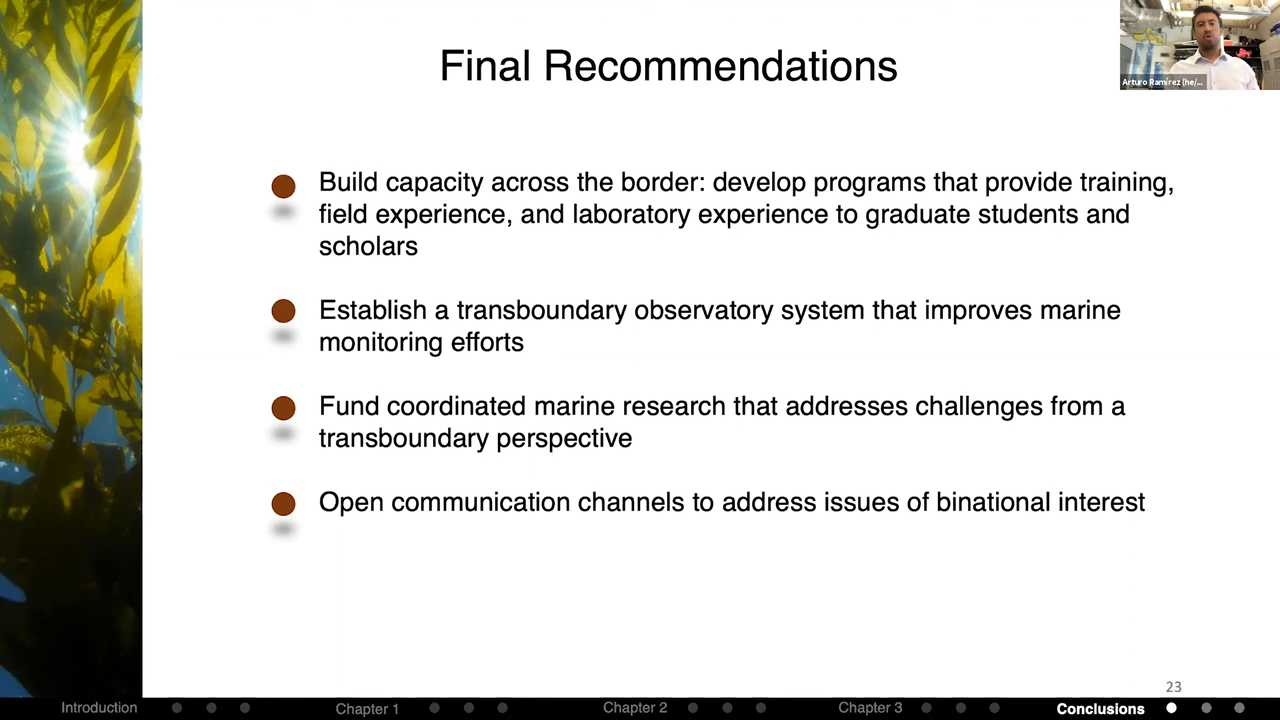 Final Recommendations
Arturo Ramírez (he/...
Build capacity across the border: develop programs that provide training,
field experience, and laboratory experience to graduate students and
scholars
Establish a transboundary observatory system that improves marine
monitoring efforts
Fund coordinated marine research that addresses challenges from a
transboundary perspective
Open communication channels to address issues of binational interest
23
Introduction Chapter 1 Chapter 2 Chapter 3 Conclusions